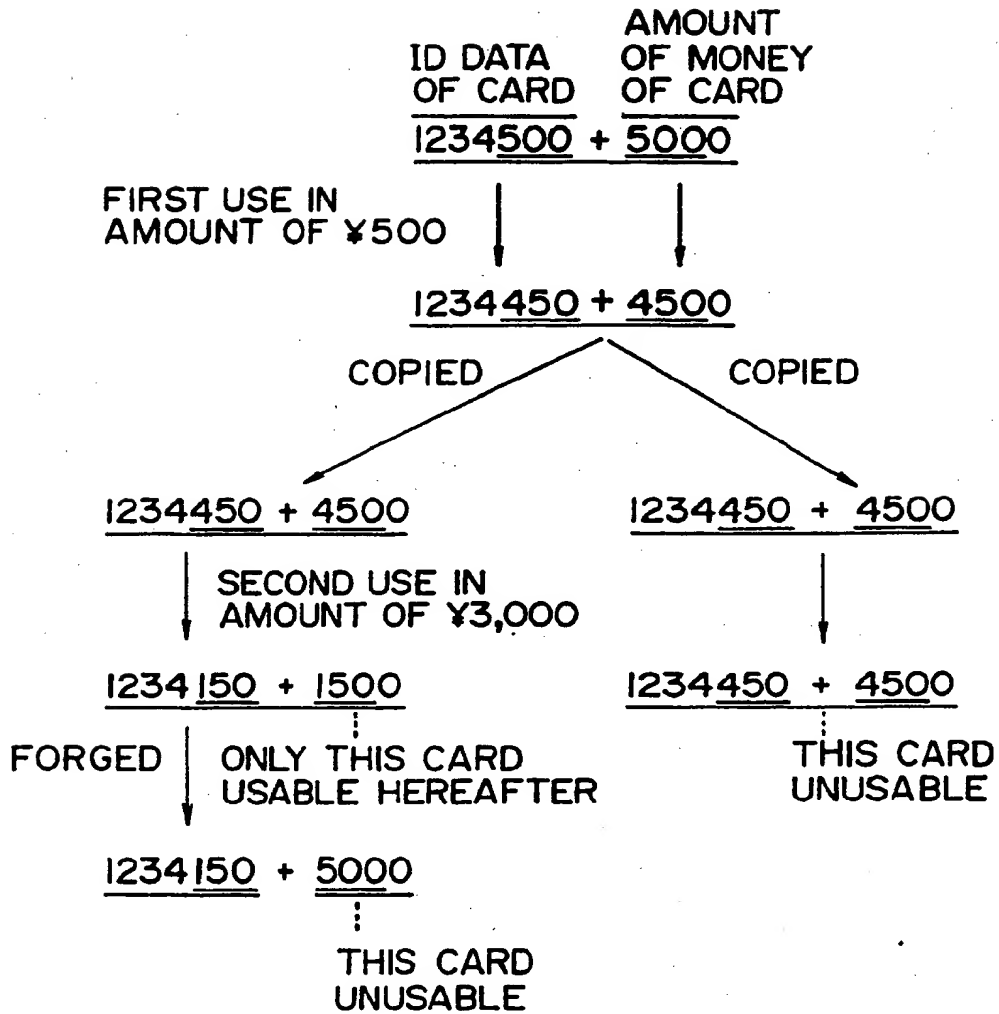 ID DATA
OF CARD
AMOUNT
OF MONEY
OF CARD
1234500 + 5000
FIRST USE IN
AMOUNT OF ¥500
1234450 + 4500
COPIED
COPIED
1234450 + 4500
1234450 + 4500
SECOND USE IN
AMOUNT OF ¥3,000
1234150 + 1500
1234450 + 4500
FORGED
ONLY THIS CARD
USABLE HEREAFTER
THIS CARD
UNUSABLE
1234150 + 5000
THIS CARD
UNUSABLE